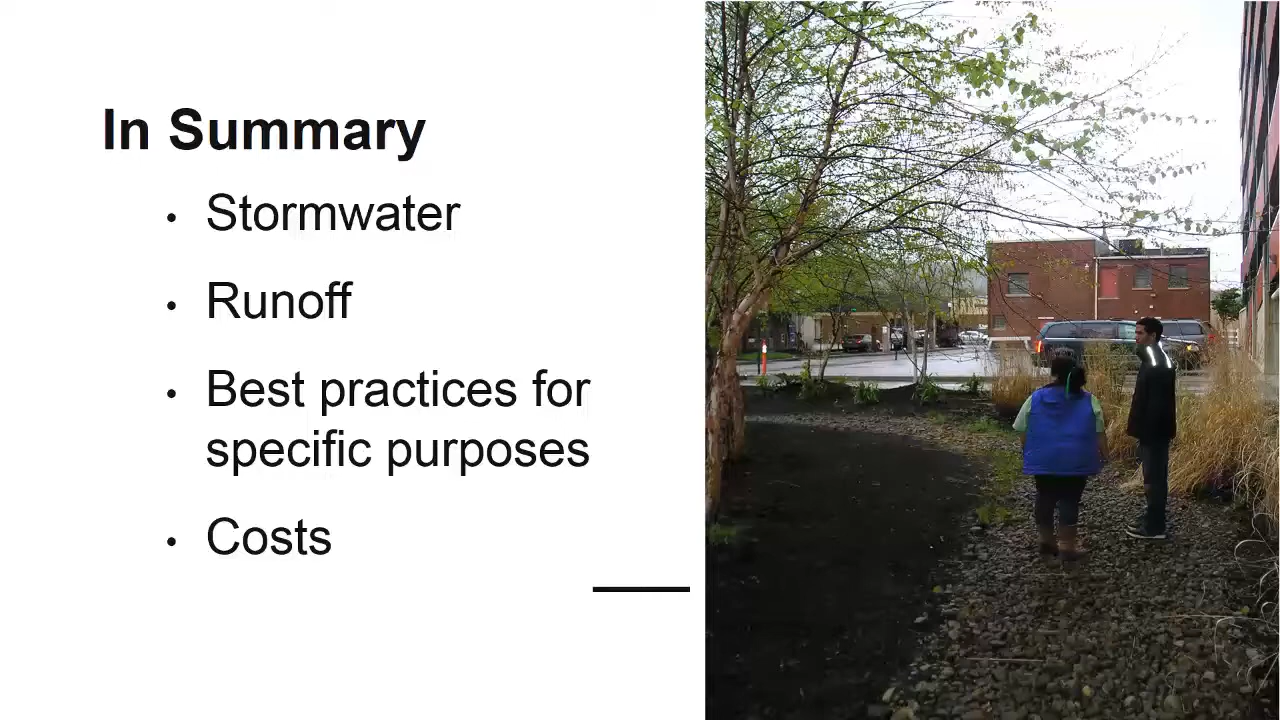 In Summary
• Stormwater
• Runoff
• Best practices for
specific purposes
• Costs